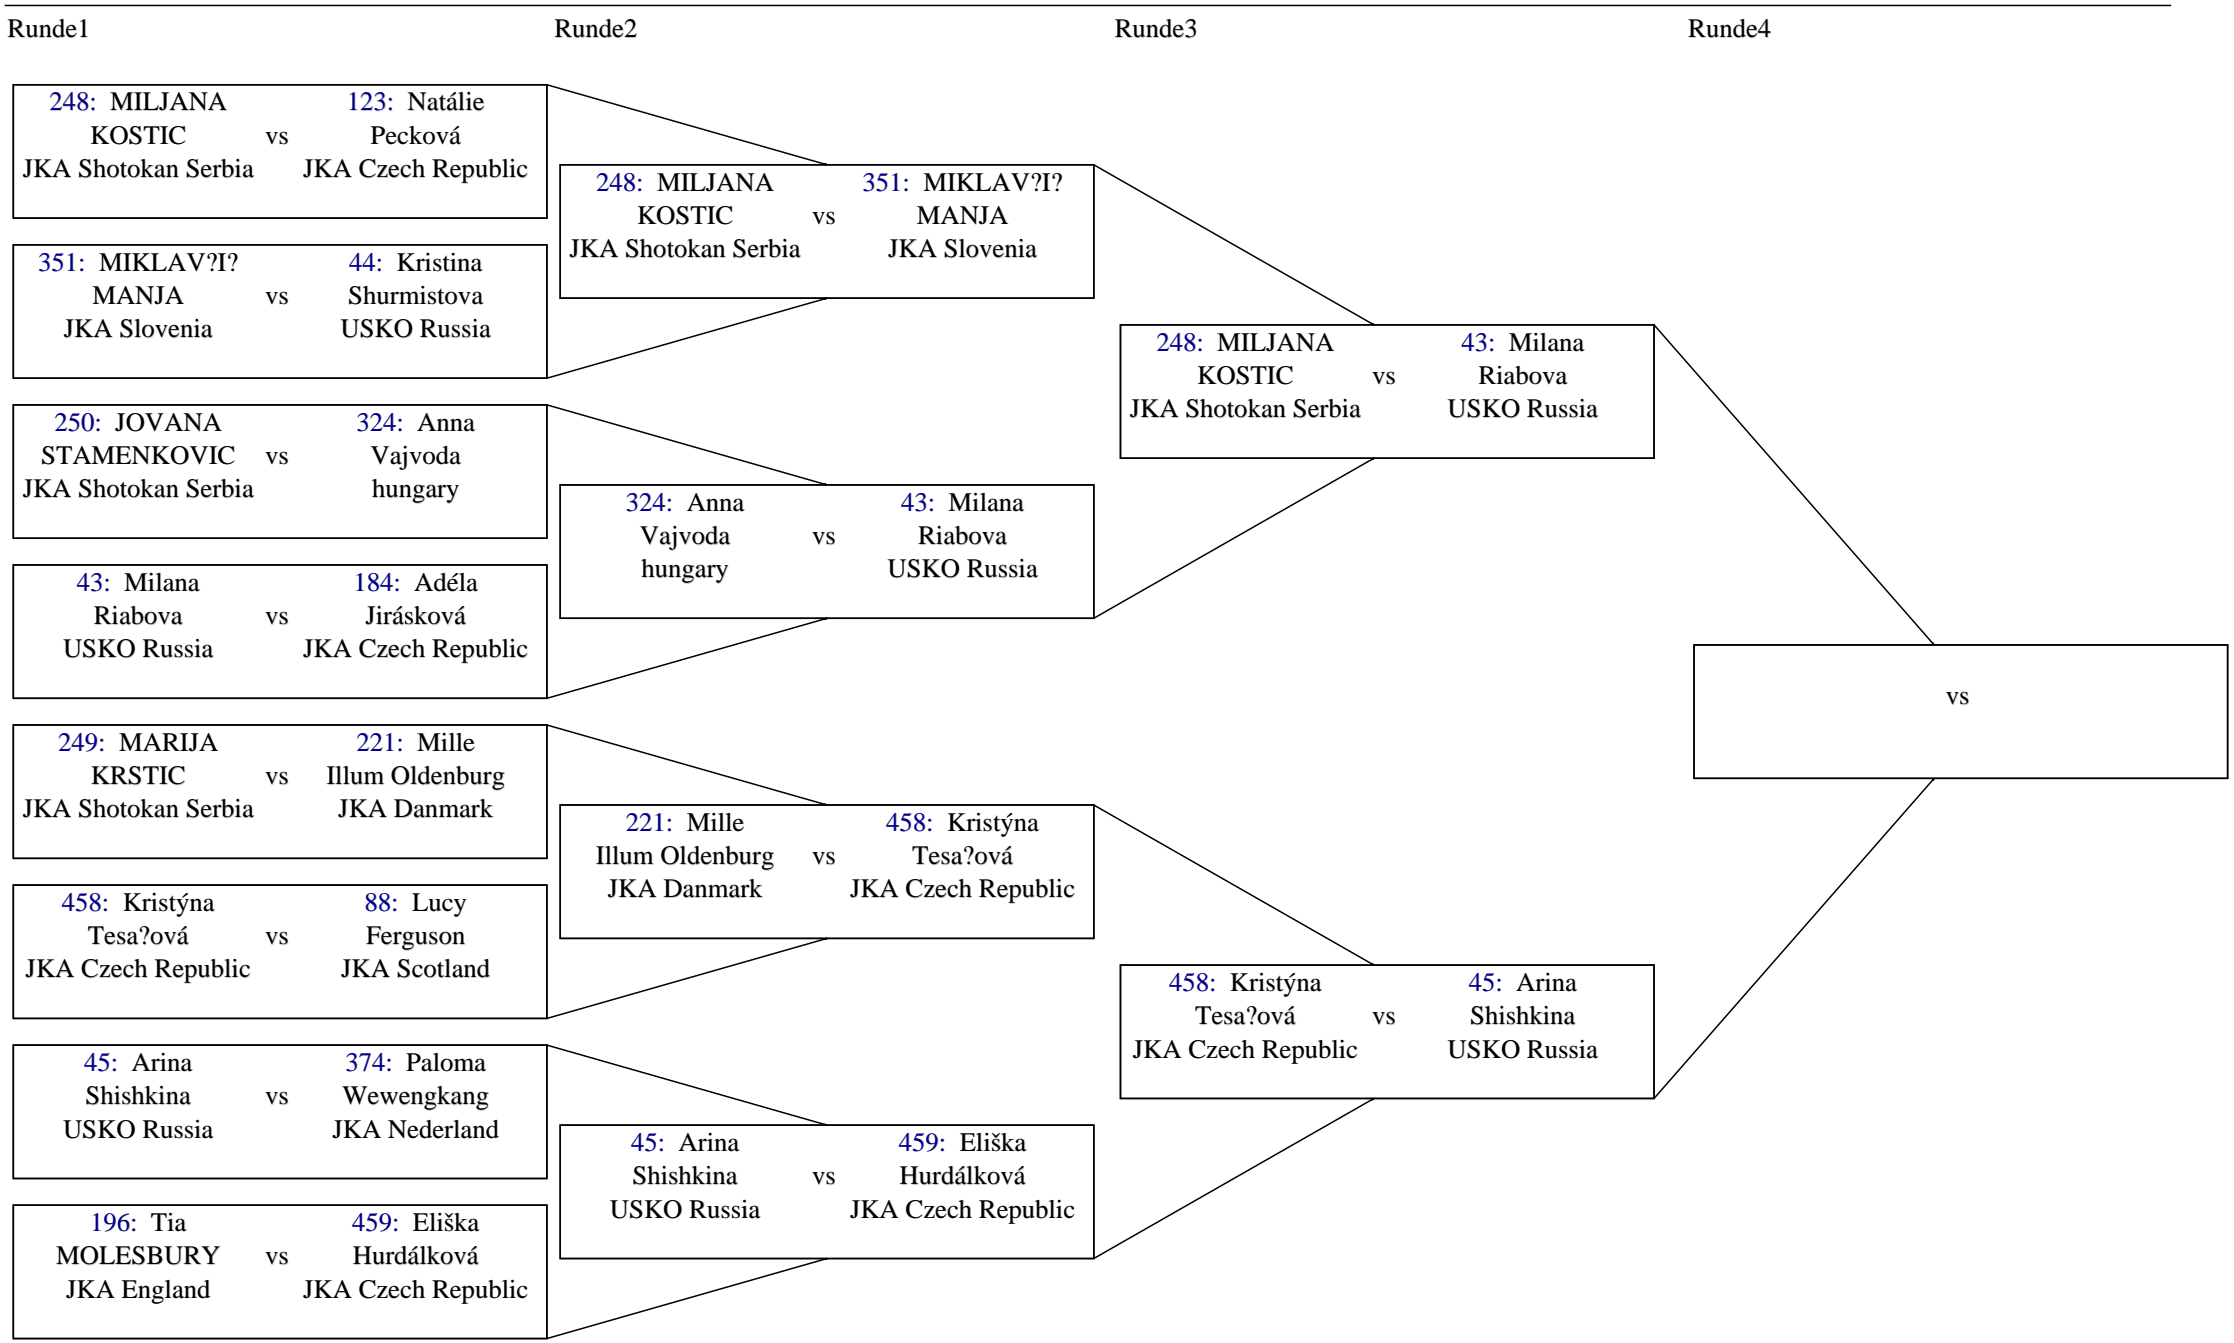 Runde1 Runde2 Runde3 Runde4
248: MILJANA 123: Natálie
KOSTIC vs Pecková
JKA Shotokan Serbia JKA Czech Republic
351: MIKLAV?I? 44: Kristina
MANJA vs Shurmistova
JKA Slovenia USKO Russia
250: JOVANA 324: Anna
STAMENKOVIC vs Vajvoda
JKA Shotokan Serbia hungary
43: Milana 184: Adéla
Riabova vs Jirásková
USKO Russia JKA Czech Republic
249: MARIJA 221: Mille
KRSTIC vs Illum Oldenburg
JKA Shotokan Serbia JKA Danmark
458: Kristýna 88: Lucy
Tesa?ová vs Ferguson
JKA Czech Republic JKA Scotland
45: Arina 374: Paloma
Shishkina vs Wewengkang
USKO Russia JKA Nederland
196: Tia 459: Eliška
MOLESBURY vs Hurdálková
JKA England JKA Czech Republic
248: MILJANA 351: MIKLAV?I?
KOSTIC vs MANJA
JKA Shotokan Serbia JKA Slovenia
324: Anna 43: Milana
Vajvoda vs Riabova
hungary USKO Russia
221: Mille 458: Kristýna
Illum Oldenburg vs Tesa?ová
JKA Danmark JKA Czech Republic
45: Arina 459: Eliška
Shishkina vs Hurdálková
USKO Russia JKA Czech Republic
248: MILJANA 43: Milana
KOSTIC vs Riabova
JKA Shotokan Serbia USKO Russia
458: Kristýna 45: Arina
Tesa?ová vs Shishkina
JKA Czech Republic USKO Russia
vs